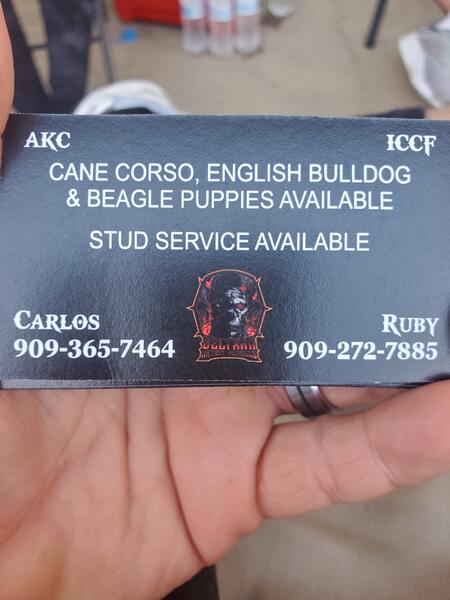 AKC
ICCF
CANE CORSO, ENGLISH BULLDOG
& BEAGLE PUPPIES AVAILABLE
STUD SERVICE AVAILABLE
CARLOS
909-365-7464
RUBY
909-272-7885